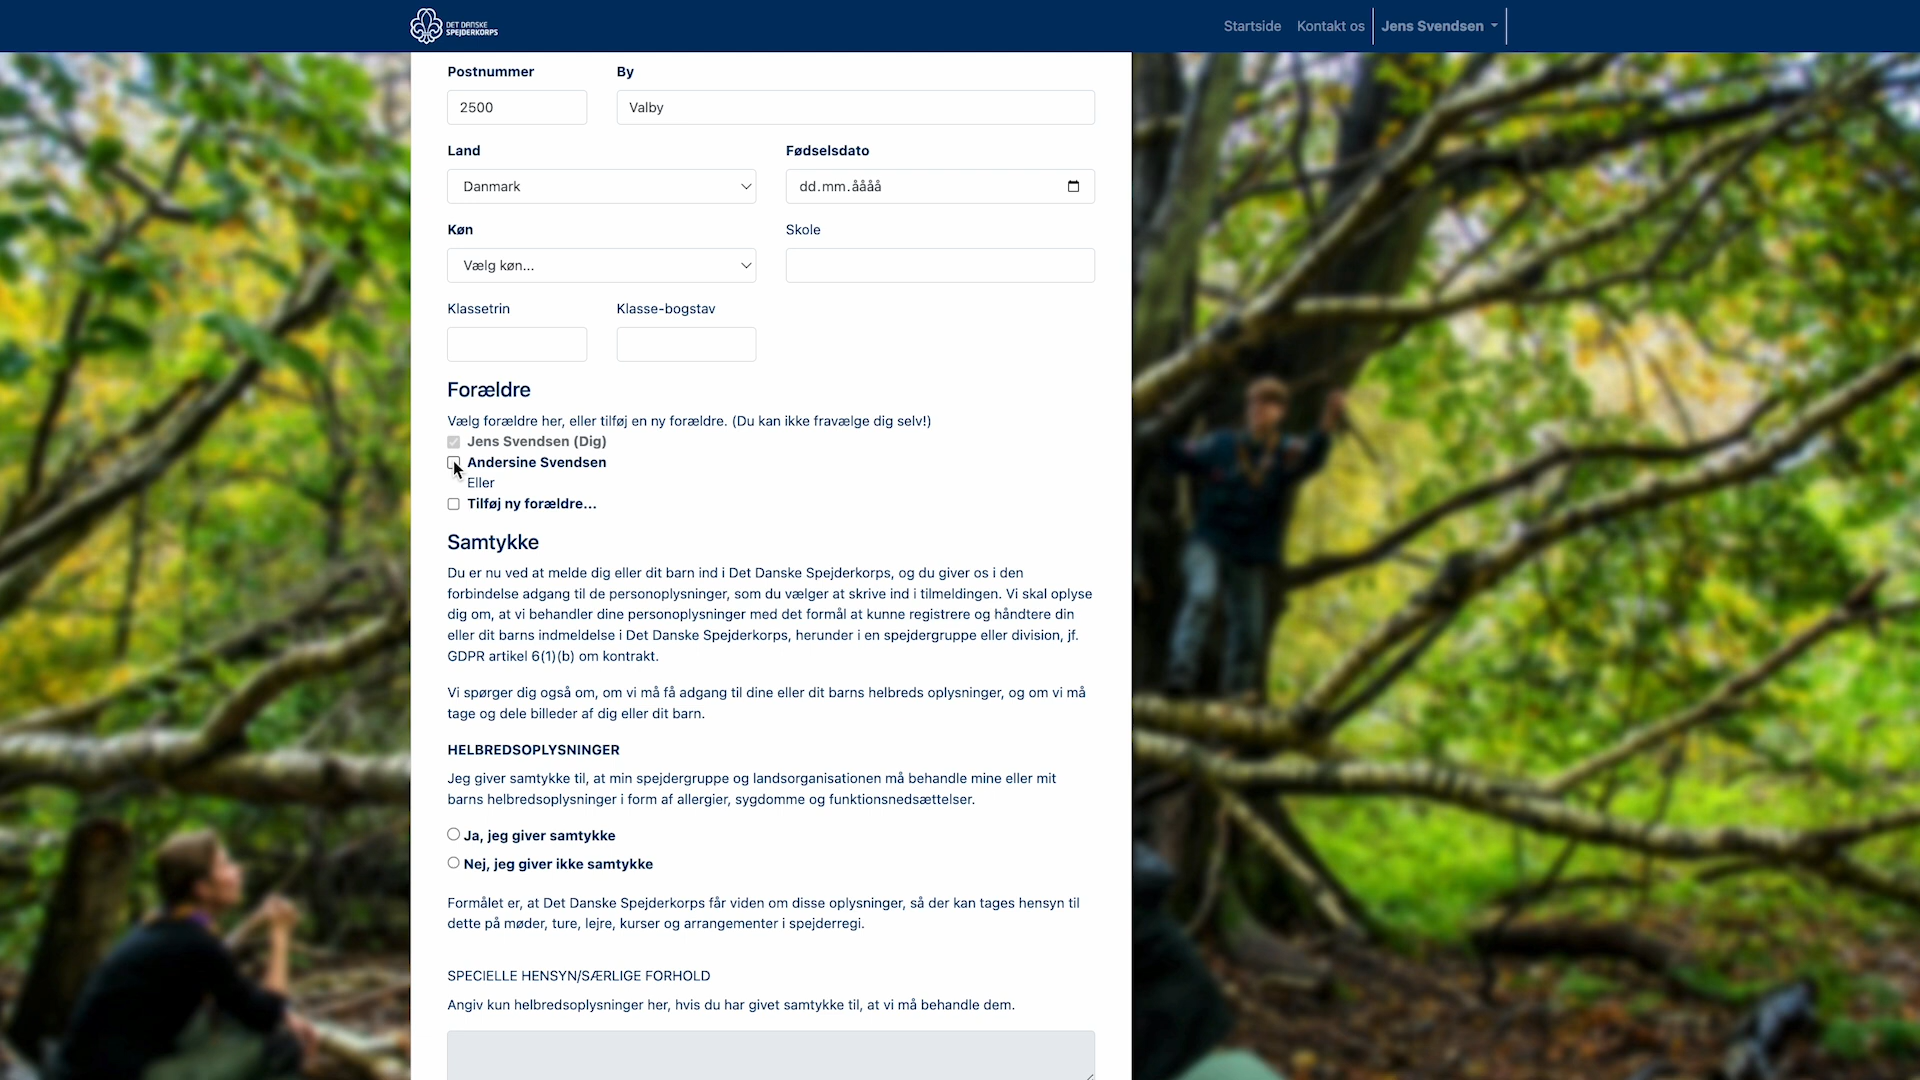 DET DANSKE
SPEJDERKORPS
Startside Kontakt os Jens Svendsen
Postnummer By
2500 Valby
Land Fødselsdato
Danmark dd.mm.åååå
Køn Skole
Vælg køn...
Klassetrin Klasse-bogstav
Forældre
Vælg forældre her, eller tilføj en ny forældre. (Du kan ikke fravælge dig selv!)
Jens Svendsen (Dig)
Andersine Svendsen
Eller
Tilføj ny forældre...
Samtykke
Du er nu ved at melde dig eller dit barn ind i Det Danske Spejderkorps, og du giver os i den
forbindelse adgang til de personoplysninger, som du vælger at skrive ind i tilmeldingen. Vi skal oplyse
dig om, at vi behandler dine personoplysninger med det formål at kunne registrere og håndtere din
eller dit barns indmeldelse i Det Danske Spejderkorps, herunder i en spejdergruppe eller division, jf.
GDPR artikel 6(1)(b) om kontrakt.
Vi spørger dig også om, om vi må få adgang til dine eller dit barns helbreds oplysninger, og om vi må
tage og dele billeder af dig eller dit barn.
HELBREDSOPLYSNINGER
Jeg giver samtykke til, at min spejdergruppe og landsorganisationen må behandle mine eller mit
barns helbredsoplysninger i form af allergier, sygdomme og funktionsnedsættelser.
Ja, jeg giver samtykke
Nej, jeg giver ikke samtykke
Formålet er, at Det Danske Spejderkorps får viden om disse oplysninger, så der kan tages hensyn til
dette på møder, ture, lejre, kurser og arrangementer i spejderregi.
SPECIELLE HENSYN/SÆRLIGE FORHOLD
Angiv kun helbredsoplysninger her, hvis du har givet samtykke til, at vi må behandle dem.